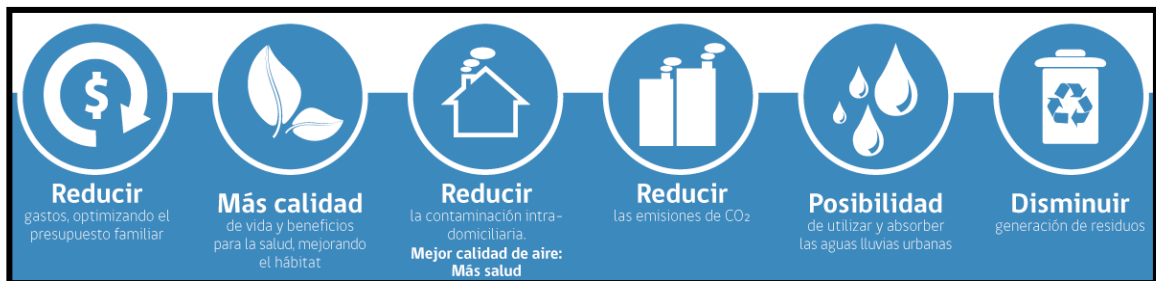 $
Reducir
gastos, optimizando el
presupuesto familiar
Más calidad
de vida y beneficios
para la salud, mejorando
el hábitat
Reducir
la contaminación intra-
domiciliaria.
Mejor calidad de aire:
Más salud
Reducir
las emisiones de CO₂
Posibilidad
de utilizar y absorber
las aguas lluvias urbanas
Disminuir
generación de residuos